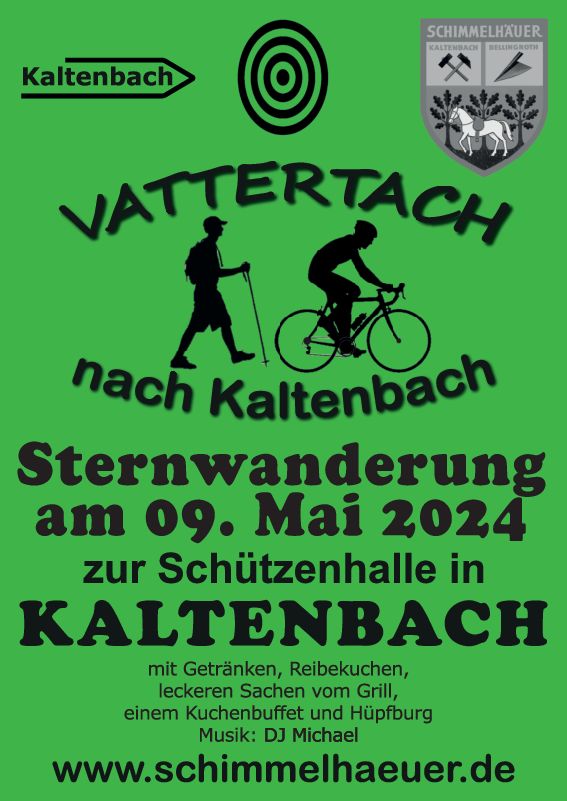 Kaltenbach
SCHIMMELHÄUER
KALTENBACH BELLINGROTH
VATTERTACH
nach Kaltenbach
Sternwanderung
am 09. Mai 2024
zur Schützenhalle in
KALTENBACH
mit Getränken, Reibekuchen,
leckeren Sachen vom Grill,
einem Kuchenbuffet und Hüpfburg
Musik: DJ Michael
www.schimmelhaeuer.de